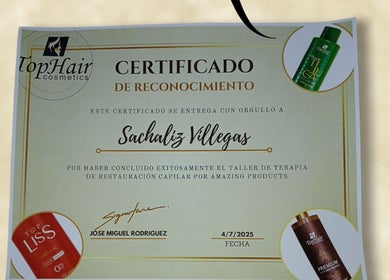 TopHair
cosmetics
CERTIFICADO
DE RECONOCIMIENTO
ESTE CERTIFICADO SE ENTREGA CON ORGULLO A
Sachaliz Villegas
POR HABER CONCLUIDO EXITOSAMENTE EL TALLER DE TERAPIA
DE RESTAURACIÓN CAPILAR POR AMAZING PRODUCTS
Signature.
JOSE MIGUEL RODRIGUEZ
4/7/2025
FECHA
TOP
LISS